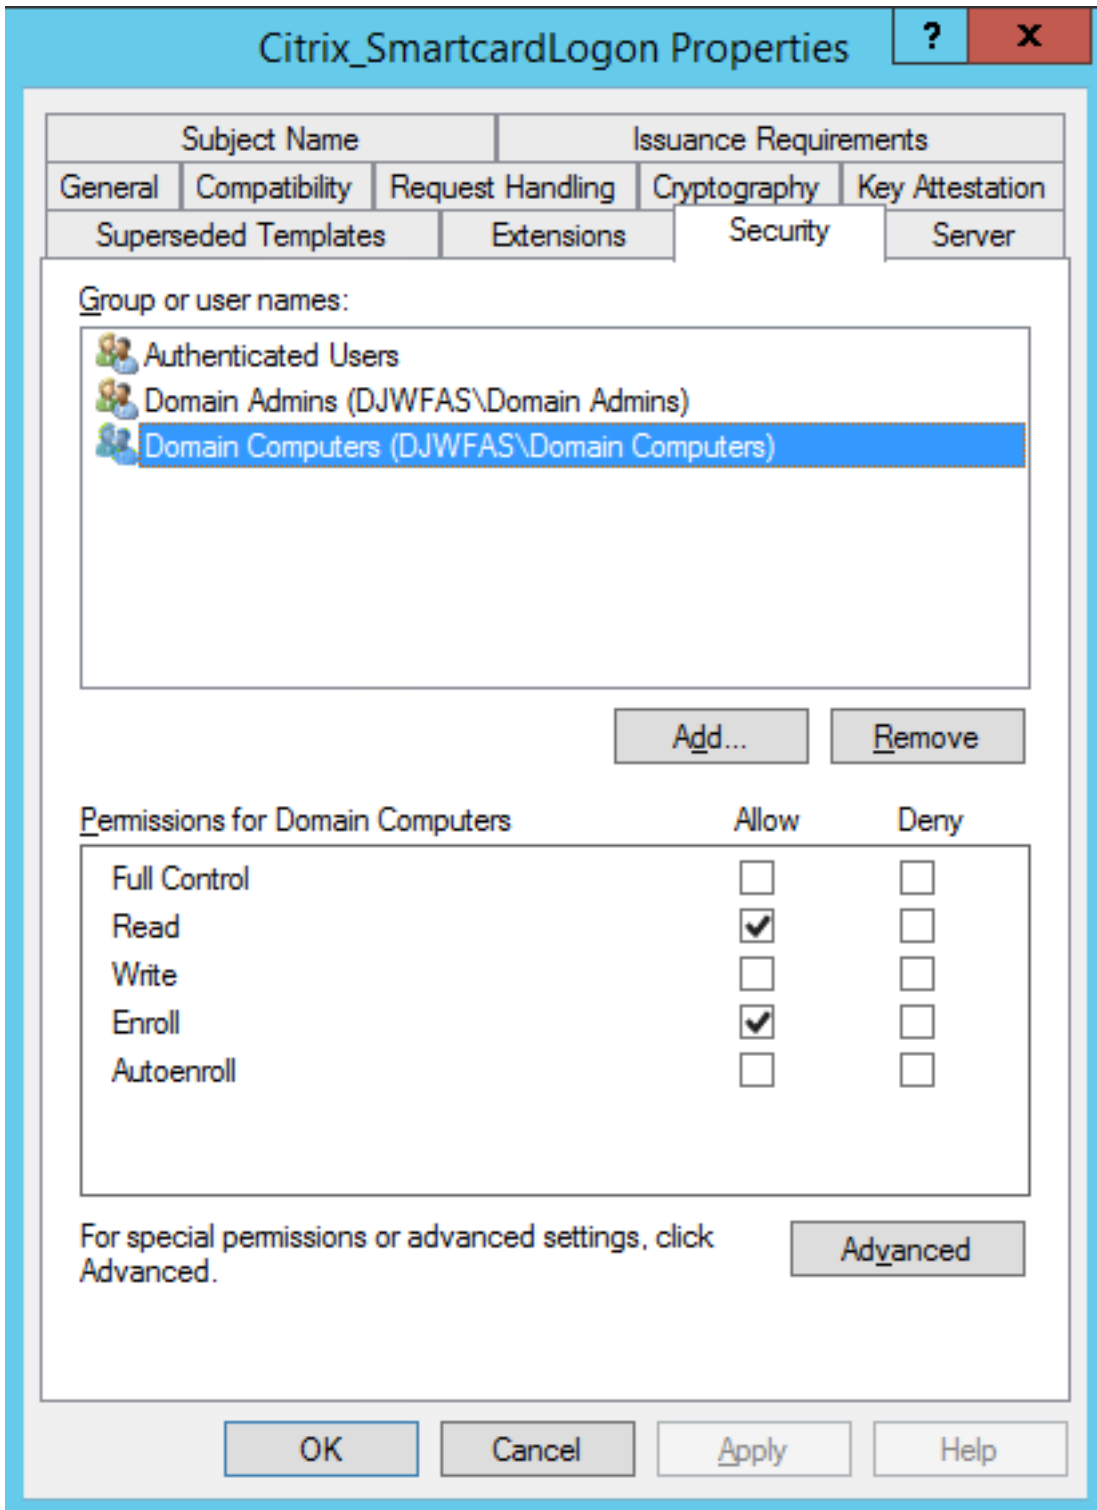 Citrix_SmartcardLogon Properties
?
x
Subject Name
Issuance Requirements
General
Compatibility
Request Handling
Cryptography
Key Attestation
Superseded Templates
Extensions
Security
Server
Group or user names:
Authenticated Users
Domain Admins (DJWFAS\Domain Admins)
Domain Computers (DJWFAS\Domain Computers)
Add...
Remove
Permissions for Domain Computers
Allow
Deny
Full Control
Read
Write
Enroll
Autoenroll
For special permissions or advanced settings, click
Advanced.
Advanced
OK
Cancel
Apply
Help